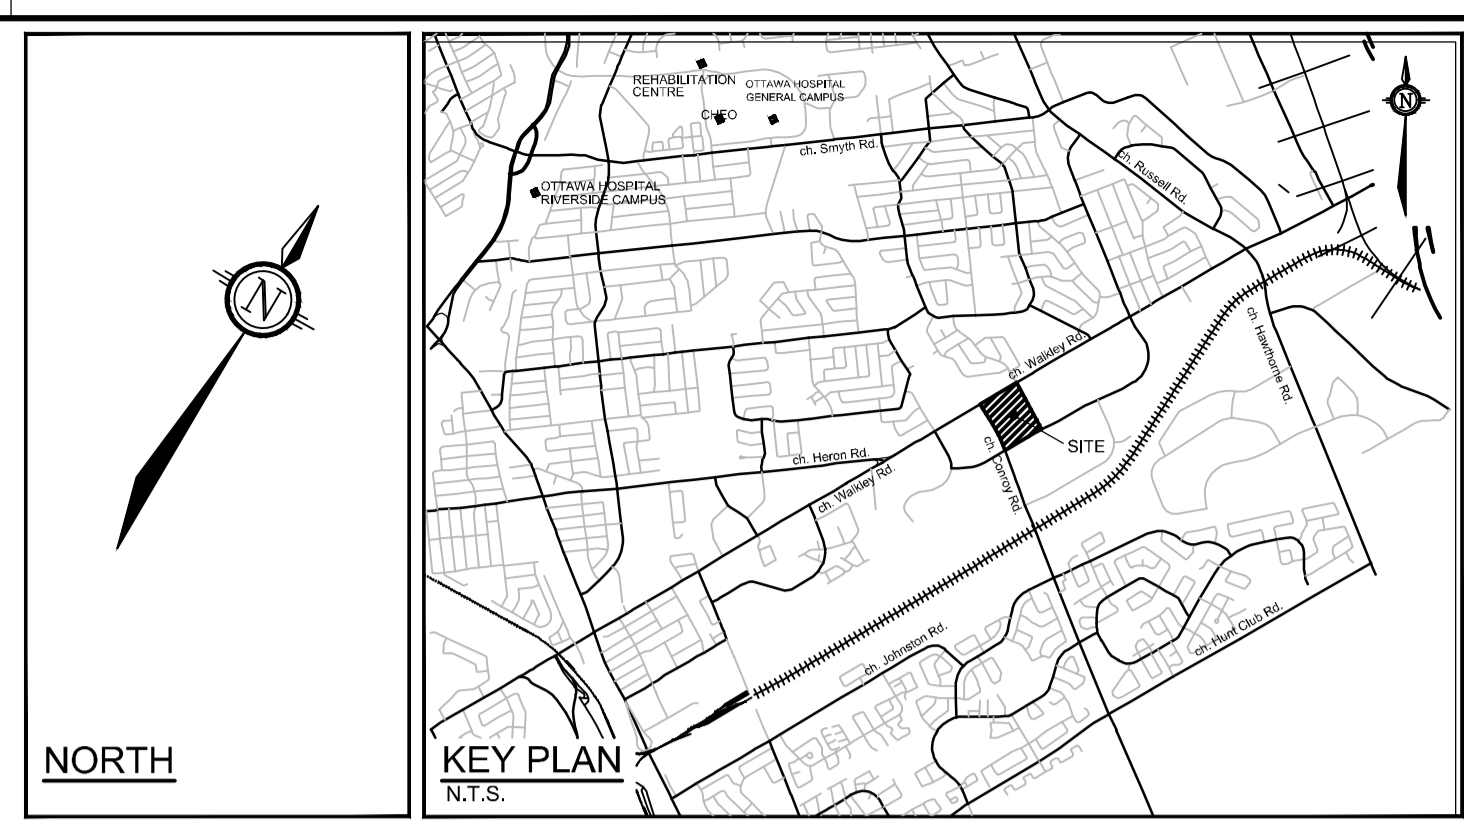 N
NORTH
REHABILITATION
CENTRE
OTTAWA HOSPITAL
GENERAL CAMPUS
CHEO
N
ch. Smyth Rd.
ch. Russell Rd.
OTTAWA HOSPITAL
RIVERSIDE CAMPUS
ch. Hawthorne Rd.
ch. Walkley Rd.
SITE
ch. Heron Rd.
ch. Walkley Rd.
ch. Conroy Rd.
ch. Johnston Rd.
ch. Hunt Club Rd.
KEY PLAN
N.T.S.